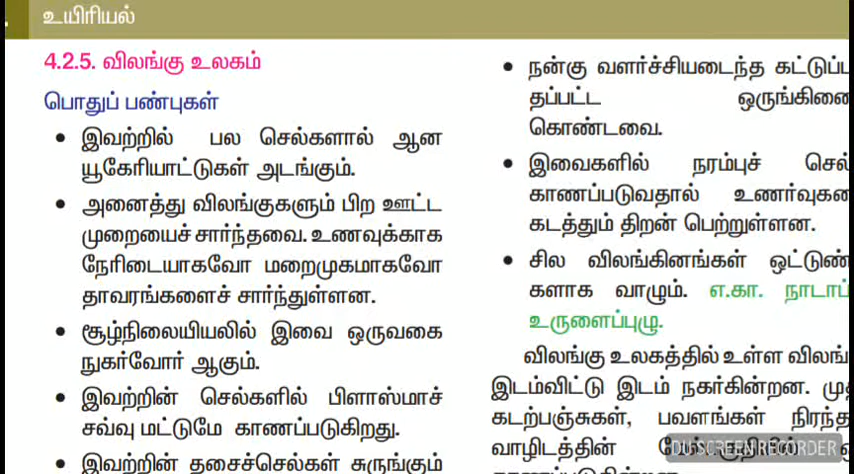 உயிரியல்
4.2.5. விலங்கு உலகம்
பொதுப் பண்புகள்
• இவற்றில் பல செல்களால் ஆன
யூகேரியாட்டுகள் அடங்கும்.
• அனைத்து விலங்குகளும் பிற ஊட்ட
முறையைச் சார்ந்தவை. உணவுக்காக
நேரிடையாகவோ மறைமுகமாகவோ
தாவரங்களைச் சார்ந்துள்ளன.
• சூழ்நிலையியலில் இவை ஒருவகை
நுகர்வோர் ஆகும்.
• இவற்றின் செல்களில் பிளாஸ்மாச்
சவ்வு மட்டுமே காணப்படுகிறது.
• இவற்றின் தசைச்செல்கள் சுருங்கும்
• நன்கு வளர்ச்சியடைந்த கட்டுப்ப
தப்பட்ட ஒருங்கினை
கொண்டவை.
• இவைகளில் நரம்புச் செல்
காணப்படுவதால் உணர்வுகளை
கடத்தும் திறன் பெற்றுள்ளன.
• சில விலங்கினங்கள் ஒட்டுண்
களாக வாழும். எ.கா. நாடாப்
உருளைப்புழு.
விலங்கு உலகத்தில் உள்ள விலங்
இடம்விட்டு இடம் நகர்கின்றன. முத
கடற்பஞ்சுகள், பவளங்கள் நிரந்த
வாழிடத்தின்
DU SCREEN RECORDER